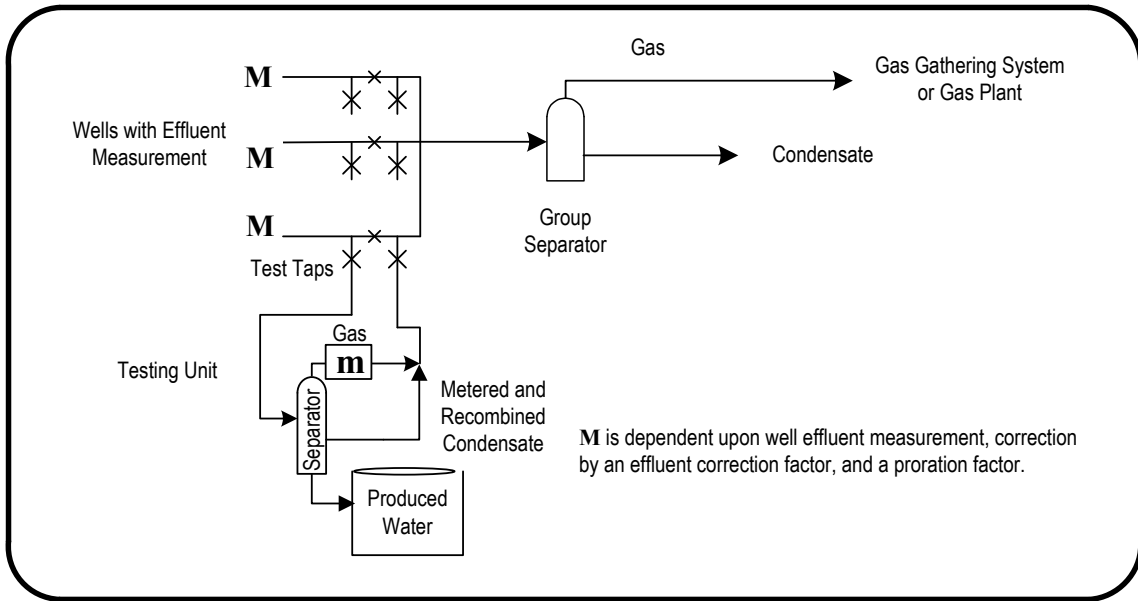 Gas
M
Gas Gathering System
or Gas Plant
Wells with Effluent
Measurement
M
Condensate
M
Group
Separator
Test Taps
Gas
m
Testing Unit
Separator
Metered and
Recombined
Condensate
M is dependent upon well effluent measurement, correction
by an effluent correction factor, and a proration factor.
Produced
Water